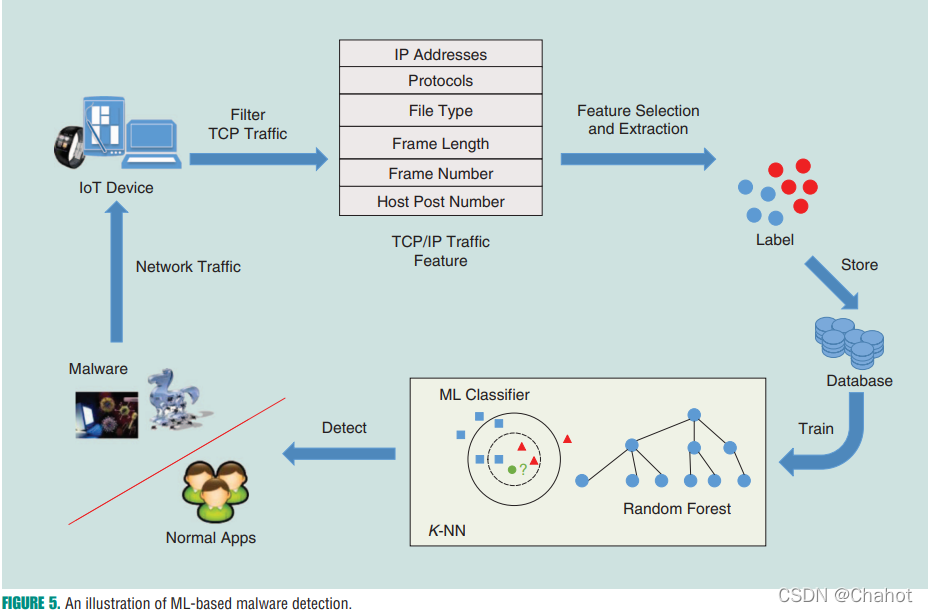 IP Addresses
Protocols
File Type
Frame Length
Frame Number
Host Post Number
Filter
TCP Traffic
Feature Selection
and Extraction
IoT Device
TCP/IP Traffic
Feature
Label
Network Traffic
Store
Malware
Database
ML Classifier
Detect
Train
?
Random Forest
K-NN
Normal Apps
FIGURE 5. An illustration of ML-based malware detection.
CSDN @Chahot